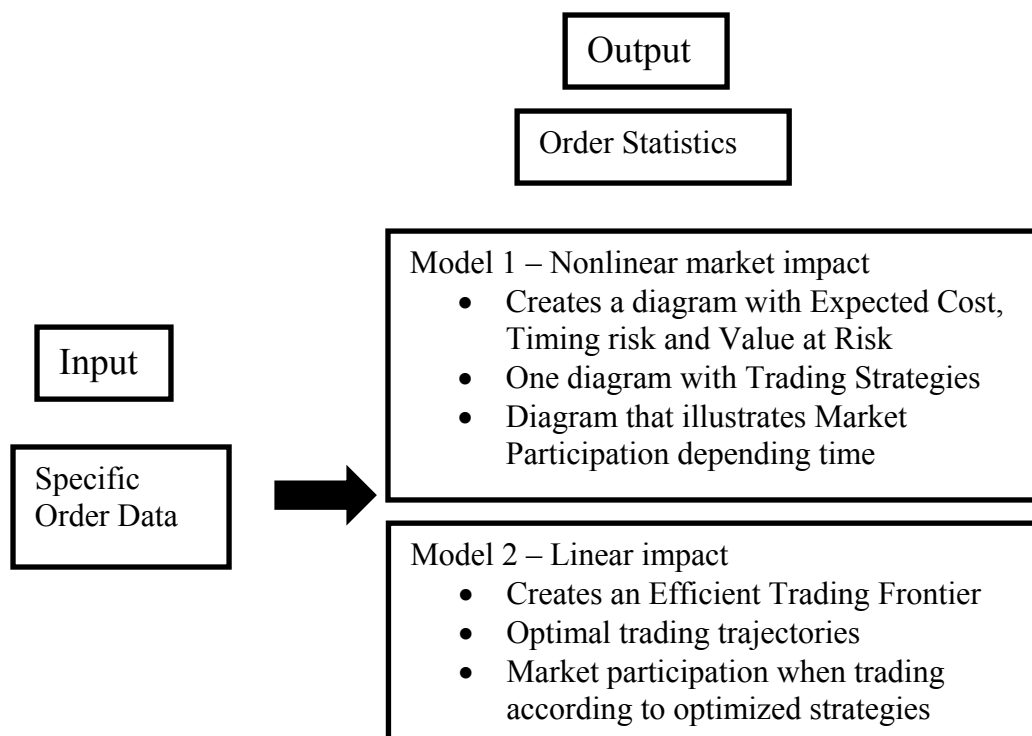 Output
Order Statistics
Model 1 – Nonlinear market impact
• Creates a diagram with Expected Cost,
Timing risk and Value at Risk
• One diagram with Trading Strategies
• Diagram that illustrates Market
Participation depending time
Input
Specific
Order Data
Model 2 – Linear impact
• Creates an Efficient Trading Frontier
• Optimal trading trajectories
• Market participation when trading
according to optimized strategies